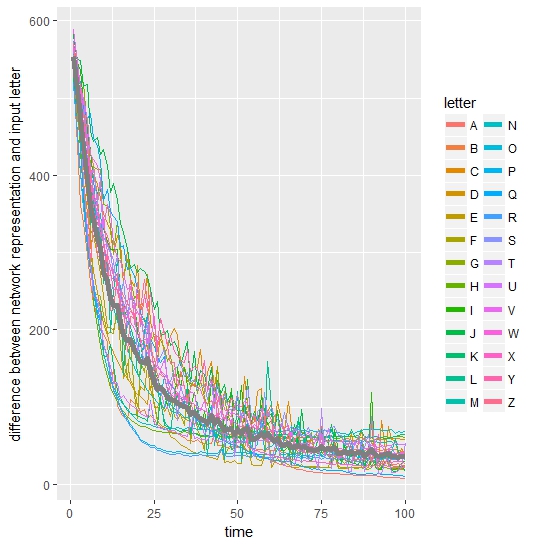 600
400
200
0
0 25 50 75 100
time
difference between network representation and input letter
letter
A N
B O
C P
D Q
E R
F S
G T
H U
I V
J W
K X
L Y
M Z